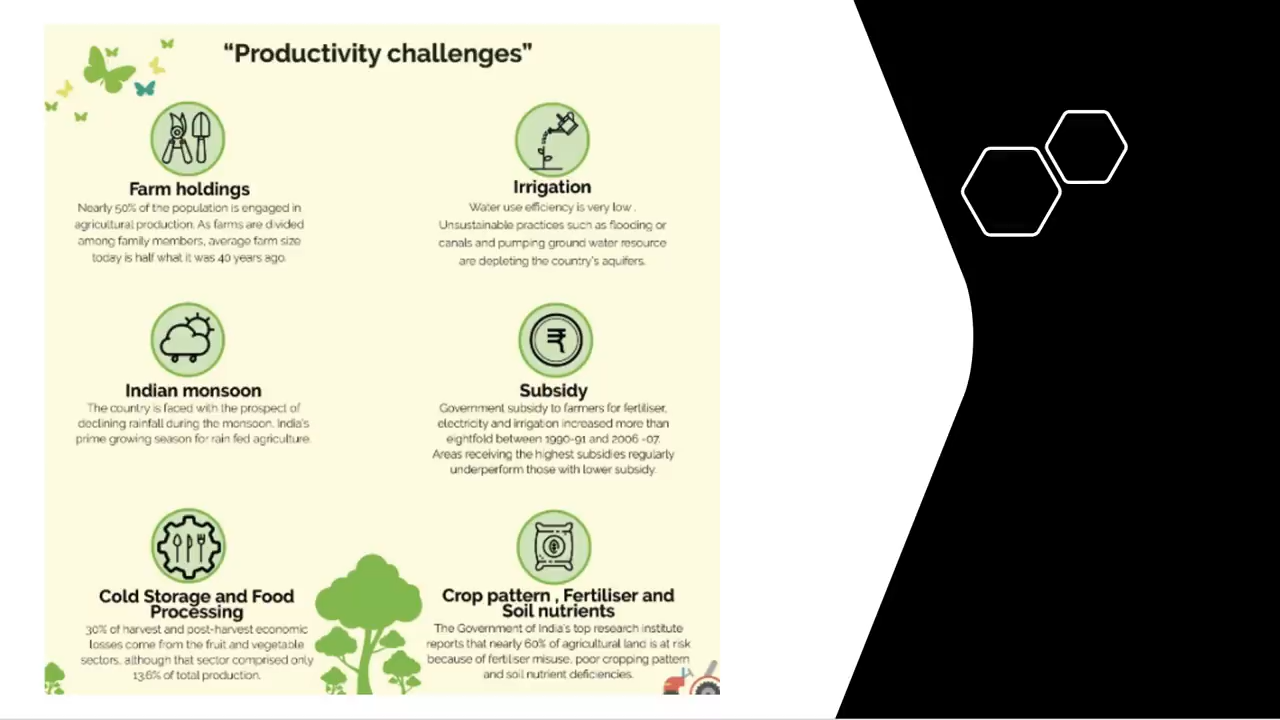 “Productivity challenges”
Farm holdings
Nearly 50% of the population is engaged in
agricultural production. As farms are divided
among family members, average farm size
today is half what it was 40 years ago.
Irrigation
Water use efficiency is very low .
Unsustainable practices such as flooding or
canals and pumping ground water resource
are depleting the country's aquifers.
Indian monsoon
The country is faced with the prospect of
declining rainfall during the monsoon, India's
prime growing season for rain fed agriculture.
Subsidy
Government subsidy to farmers for fertiliser,
electricity and irrigation increased more than
eightfold between 1990-91 and 2006 -07.
Areas receiving the highest subsidies regularly
underperform those with lower subsidy.
Cold Storage and Food
Processing
30% of harvest and post-harvest economic
losses come from the fruit and vegetable
sectors, although that sector comprised only
13.6% of total production.
Crop pattern , Fertiliser and
Soil nutrients
The Government of India's top research institute
reports that nearly 60% of agricultural land is at risk
because of fertiliser misuse, poor cropping pattern
and soil nutrient deficiencies.